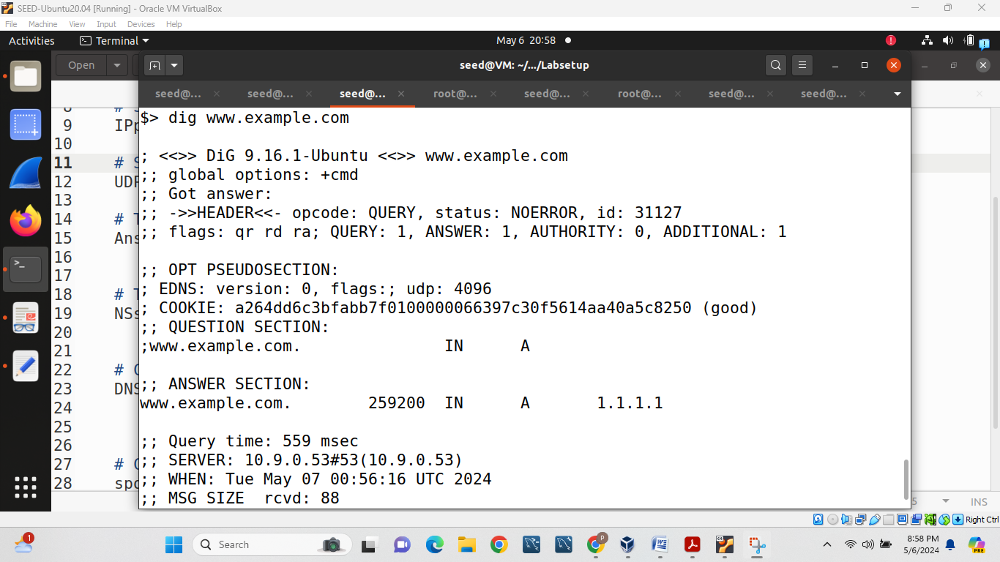 SEED-Ubuntu20.04 [Running] - Oracle VM VirtualBox
File Machine View Input Devices Help
Activities Terminal May 6 20:58
Open
seed@VM: ~/.../Labsetup
seed@... seed@... seed@... root@... seed@... root@... seed@... seed@...
8 # S
9 IPp
10
11 # S
12 UDP
13
14 # T
15 Ans
16
17
18 # T
19 NSs
20
21
22 # C
23 DNS
24
25
26
27 # C
28 spo
$> dig www.example.com
; <<>> DiG 9.16.1-Ubuntu <<>> www.example.com
;; global options: +cmd
;; Got answer:
;; ->>HEADER<<- opcode: QUERY, status: NOERROR, id: 31127
;; flags: qr rd ra; QUERY: 1, ANSWER: 1, AUTHORITY: 0, ADDITIONAL: 1
;; OPT PSEUDOSECTION:
; EDNS: version: 0, flags:; udp: 4096
; COOKIE: a264dd6c3bfabb7f0100000066397c30f5614aa40a5c8250 (good)
;; QUESTION SECTION:
;www.example.com. IN A
;; ANSWER SECTION:
www.example.com. 259200 IN A 1.1.1.1
;; Query time: 559 msec
;; SERVER: 10.9.0.53#53(10.9.0.53)
;; WHEN: Tue May 07 00:56:16 UTC 2024
;; MSG SIZE rcvd: 88
5 INS
Right Ctrl
1
Search
P
8:58 PM
5/6/2024
PRE